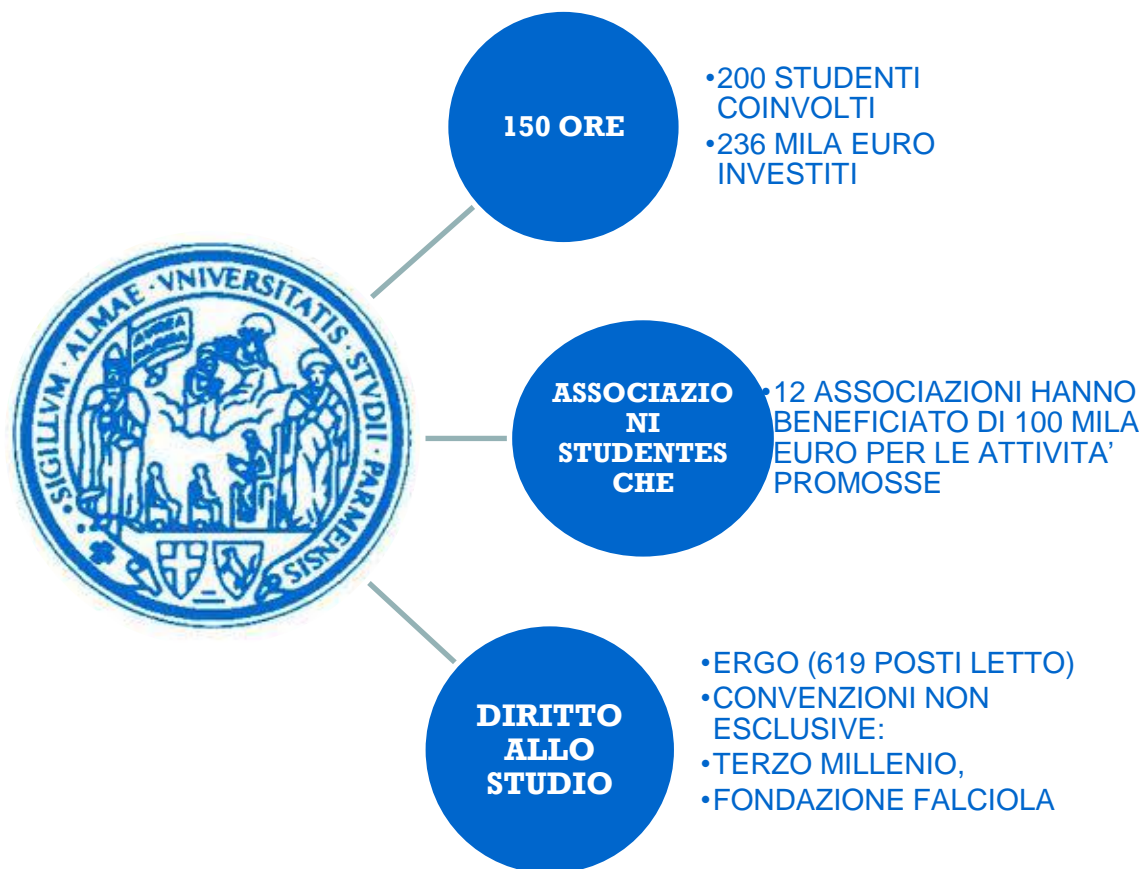 150 ORE
•200 STUDENTI
COINVOLTI
•236 MILA EURO
INVESTITI
SIGILLVM · ALMAE · VNIVERSITATIS · STVDII · PARMENSIS
ASSOCIAZIO
NI
STUDENTES
CHE
•12 ASSOCIAZIONI HANNO
BENEFICIATO DI 100 MILA
EURO PER LE ATTIVITA'
PROMOSSE
DIRITTO
ALLO
STUDIO
•ERGO (619 POSTI LETTO)
•CONVENZIONI NON
ESCLUSIVE:
•TERZO MILLENIO,
•FONDAZIONE FALCIOLA